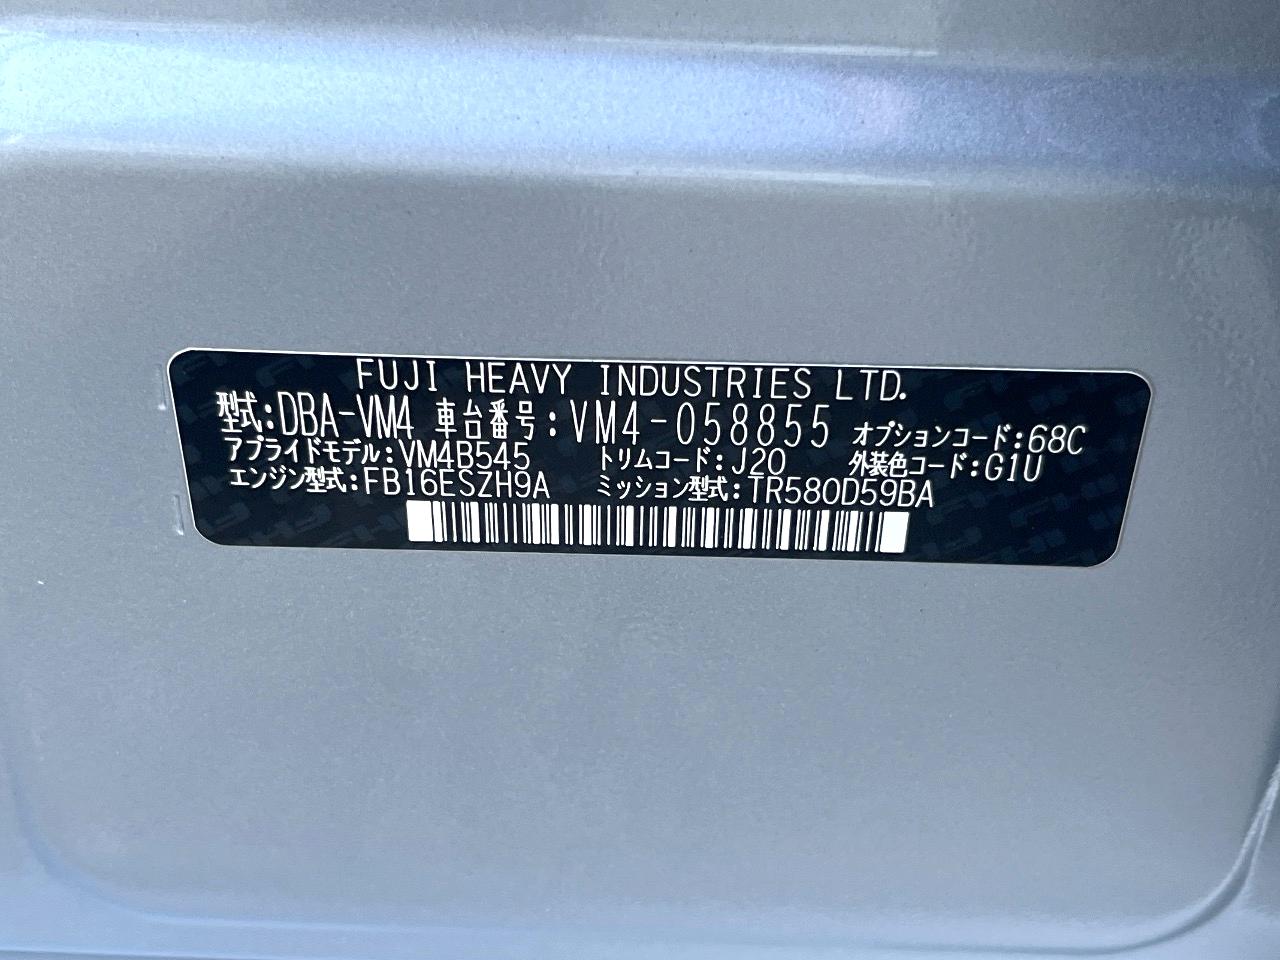 FUJI HEAVY INDUSTRIES LTD.
型式:DBA-VM4 車台番号:VM4-058855 オプションコード:68C
アプライドモデル:VM4B545 トリムコード:J20 外装色コード:G1U
エンジン型式:FB16ESZH9A ミッション型式:TR580D59BA